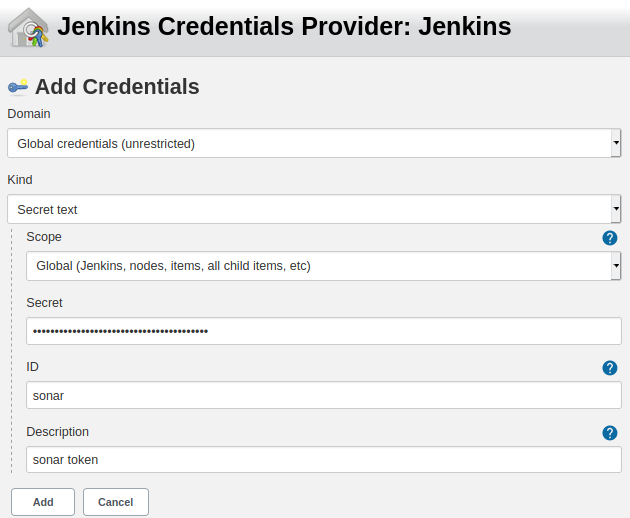 Jenkins Credentials Provider: Jenkins
Add Credentials
Domain
Global credentials (unrestricted)
Kind
Secret text
Scope
?
Global (Jenkins, nodes, items, all child items, etc)
Secret
••••••••••••••••••••••••••••••••••••••••
ID
?
sonar
Description
?
sonar token
Add Cancel